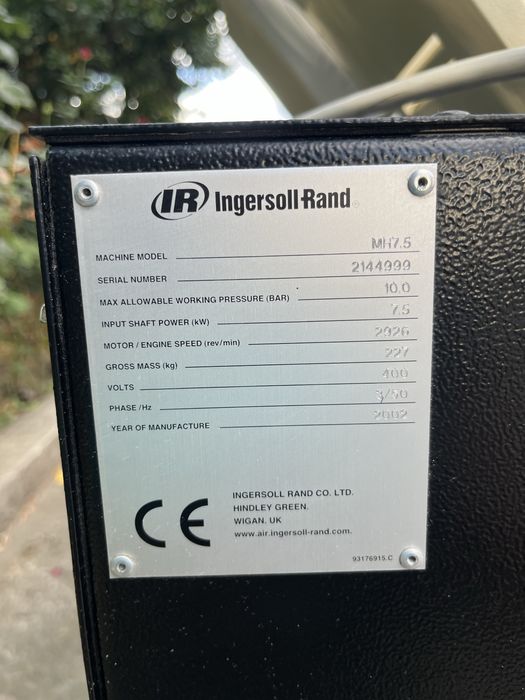 IR Ingersoll-Rand®
MACHINE MODEL MH7.5
SERIAL NUMBER 2144999
MAX ALLOWABLE WORKING PRESSURE (BAR) 10.0
INPUT SHAFT POWER (kW) 7.5
MOTOR / ENGINE SPEED (rev/min) 2926
GROSS MASS (kg) 227
VOLTS 400
PHASE /Hz 3/50
YEAR OF MANUFACTURE 2002
CE
INGERSOLL RAND CO. LTD.
HINDLEY GREEN.
WIGAN. UK
www.air.ingersoll-rand.com.
93176915.C